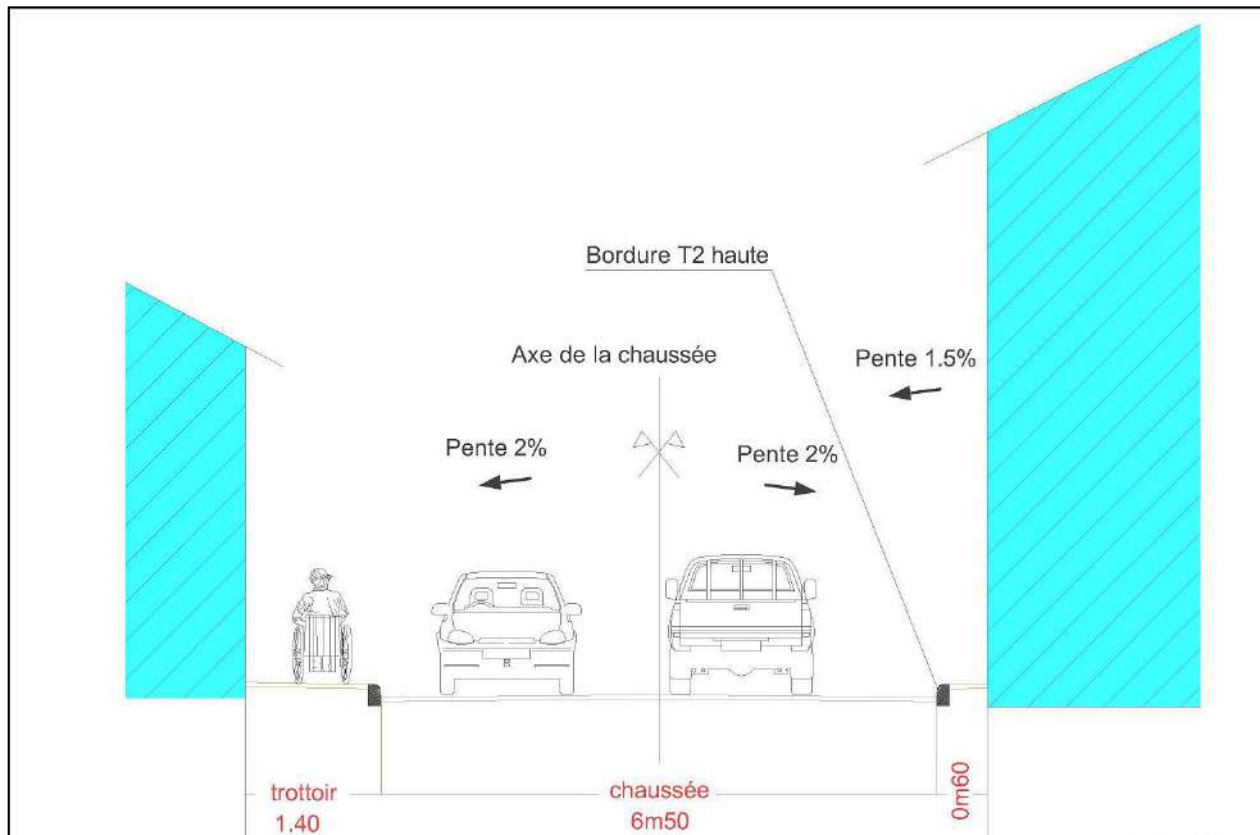 Bordure T2 haute
Axe de la chaussée
Pente 1.5%
Pente 2%
Pente 2%
trottoir
1.40
chaussée
6m50
0m60